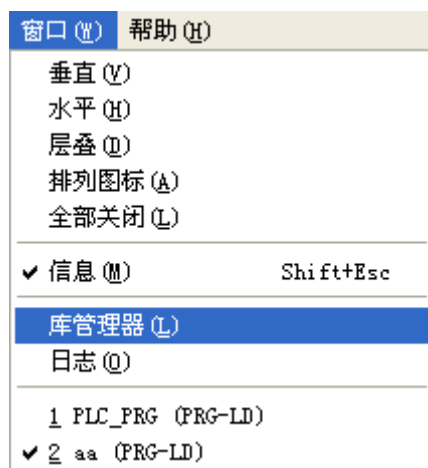 窗口(W) 帮助(H)
垂直(V)
水平(H)
层叠(D)
排列图标(A)
全部关闭(L)
信息(M) Shift+Esc
库管理器(L)
日志(O)
1 PLC_PRG (PRG-LD)
2 aa (PRG-LD)